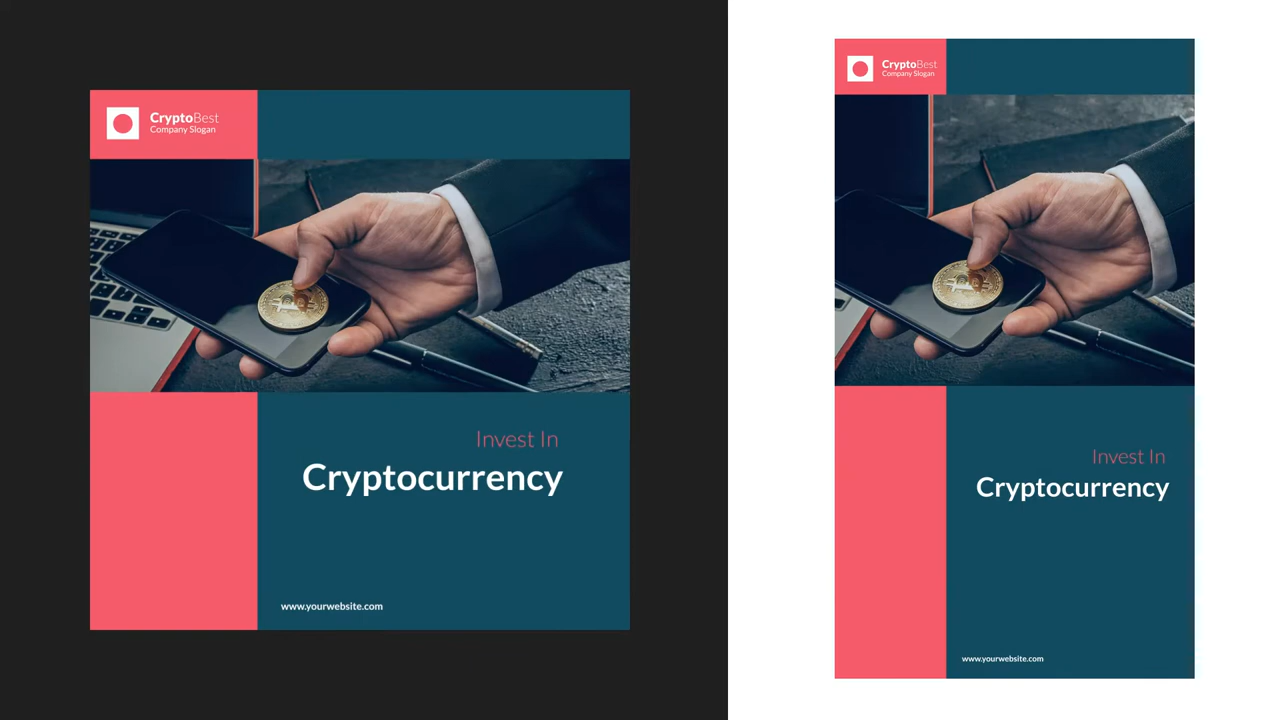 CryptoBest
Company Slogan
Invest In
Cryptocurrency
www.yourwebsite.com
CryptoBest
Company Slogan
Invest In
Cryptocurrency
www.yourwebsite.com